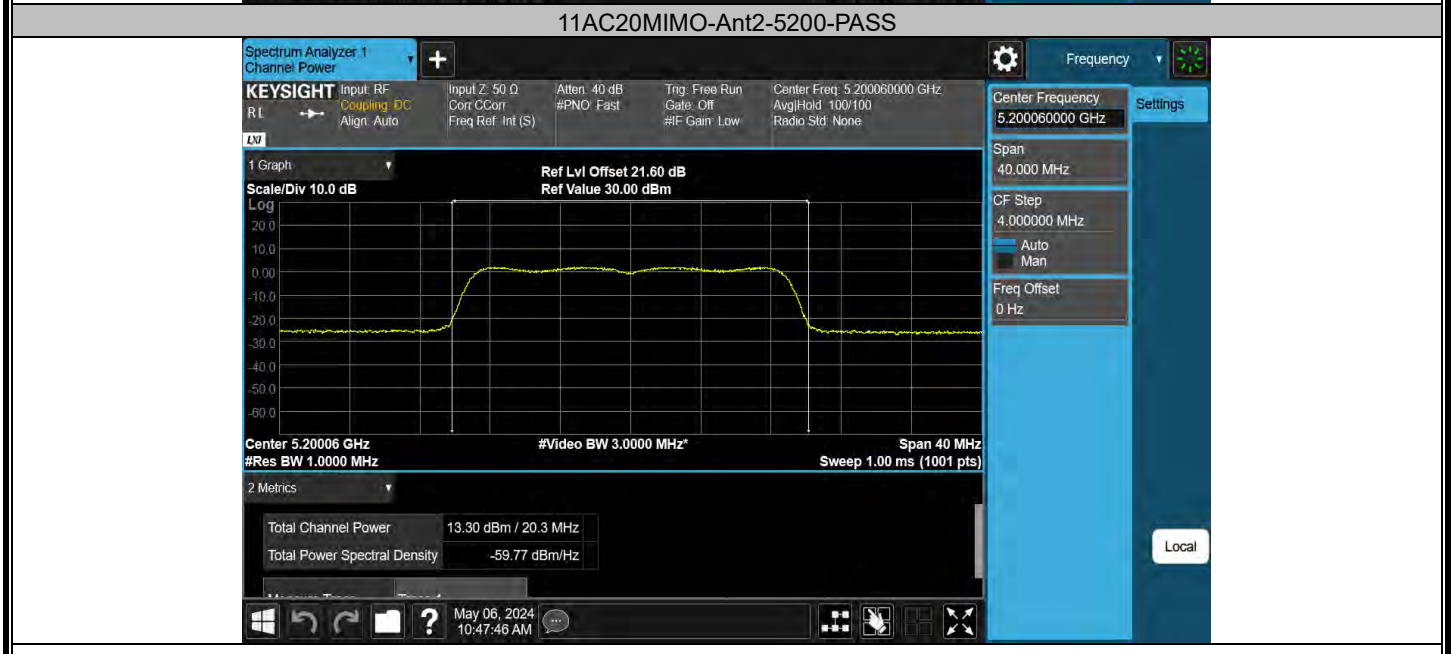 11AC20MIMO-Ant2-5200-PASS
Spectrum Analyzer 1
Channel Power
+
Frequency
KEYSIGHT
RL
LXI
Input: RF
Coupling: DC
Align: Auto
Input Z: 50 Ω
Corr CCorr
Freq Ref: Int (S)
Atten: 40 dB
#PNO: Fast
Trig: Free Run
Gate: Off
#IF Gain: Low
Center Freq: 5.200060000 GHz
Avg|Hold: 100/100
Radio Std: None
Center Frequency
5.200060000 GHz
Settings
Span
40.000 MHz
CF Step
4.000000 MHz
Auto
Man
Freq Offset
0 Hz
1 Graph
Scale/Div 10.0 dB
Ref Lvl Offset 21.60 dB
Ref Value 30.00 dBm
Log
20.0
10.0
0.00
-10.0
-20.0
-30.0
-40.0
-50.0
-60.0
Center 5.20006 GHz
#Video BW 3.0000 MHz*
Span 40 MHz
#Res BW 1.0000 MHz
Sweep 1.00 ms (1001 pts)
2 Metrics
Total Channel Power 13.30 dBm / 20.3 MHz
Total Power Spectral Density -59.77 dBm/Hz
Local
?
May 06, 2024
10:47:46 AM